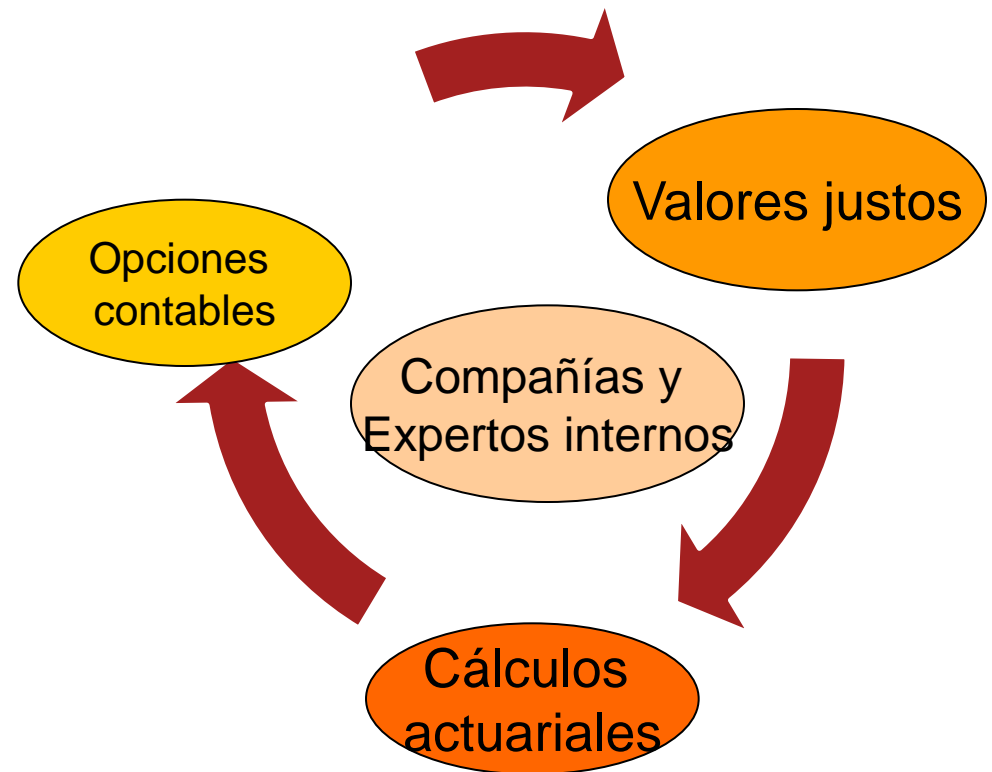 Valores justos
Opciones
contables
Compañías y
Expertos internos
Cálculos
actuariales